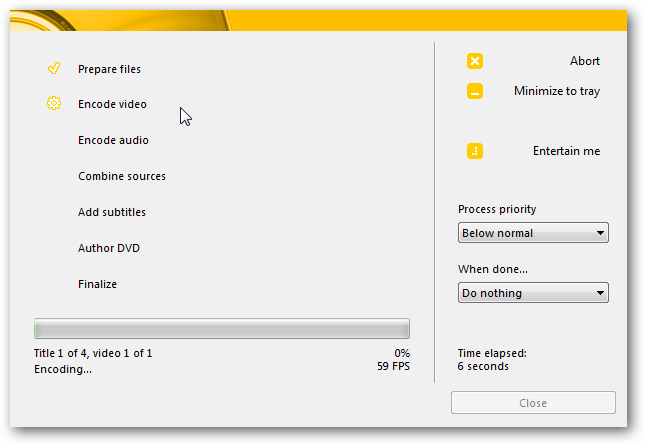 Prepare files
Encode video
Encode audio
Combine sources
Add subtitles
Author DVD
Finalize
Title 1 of 4, video 1 of 1
0%
Encoding...
59 FPS
Abort
Minimize to tray
Entertain me
Process priority
Below normal
When done...
Do nothing
Time elapsed:
6 seconds
Close